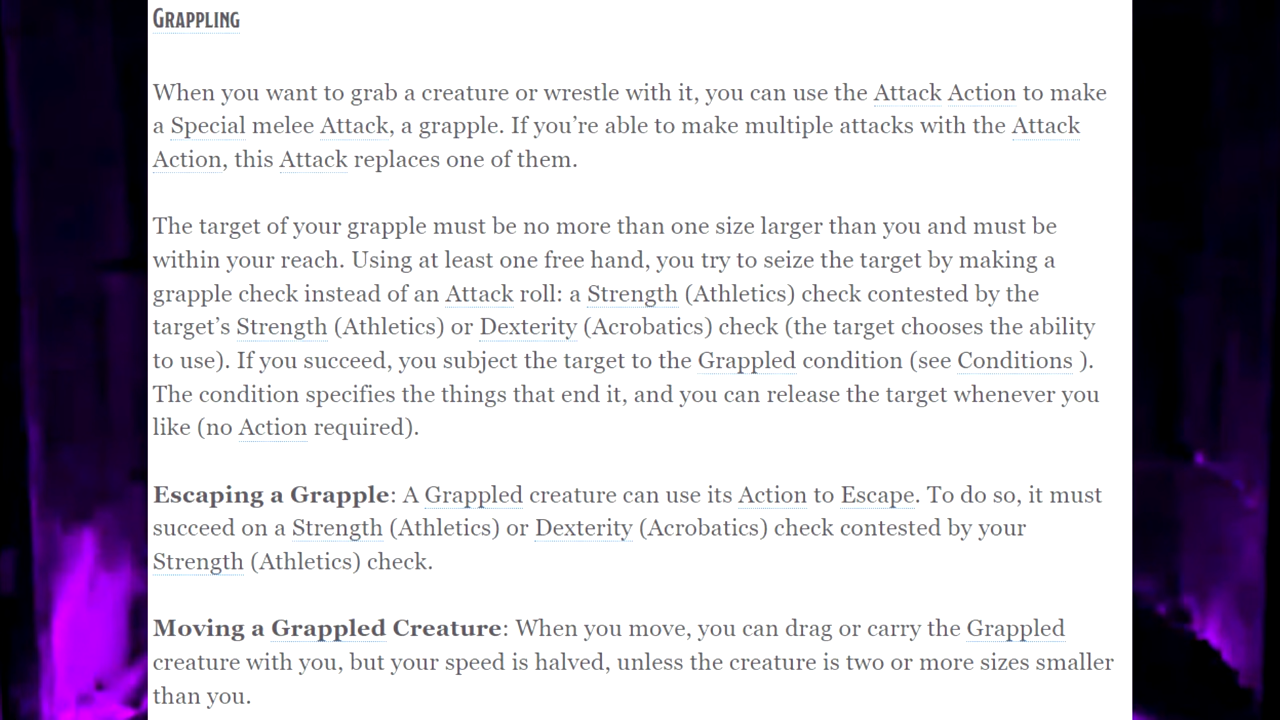 Grappling
When you want to grab a creature or wrestle with it, you can use the Attack Action to make
a Special melee Attack, a grapple. If you’re able to make multiple attacks with the Attack
Action, this Attack replaces one of them.
The target of your grapple must be no more than one size larger than you and must be
within your reach. Using at least one free hand, you try to seize the target by making a
grapple check instead of an Attack roll: a Strength (Athletics) check contested by the
target’s Strength (Athletics) or Dexterity (Acrobatics) check (the target chooses the ability
to use). If you succeed, you subject the target to the Grappled condition (see Conditions ).
The condition specifies the things that end it, and you can release the target whenever you
like (no Action required).
Escaping a Grapple: A Grappled creature can use its Action to Escape. To do so, it must
succeed on a Strength (Athletics) or Dexterity (Acrobatics) check contested by your
Strength (Athletics) check.
Moving a Grappled Creature: When you move, you can drag or carry the Grappled
creature with you, but your speed is halved, unless the creature is two or more sizes smaller
than you.